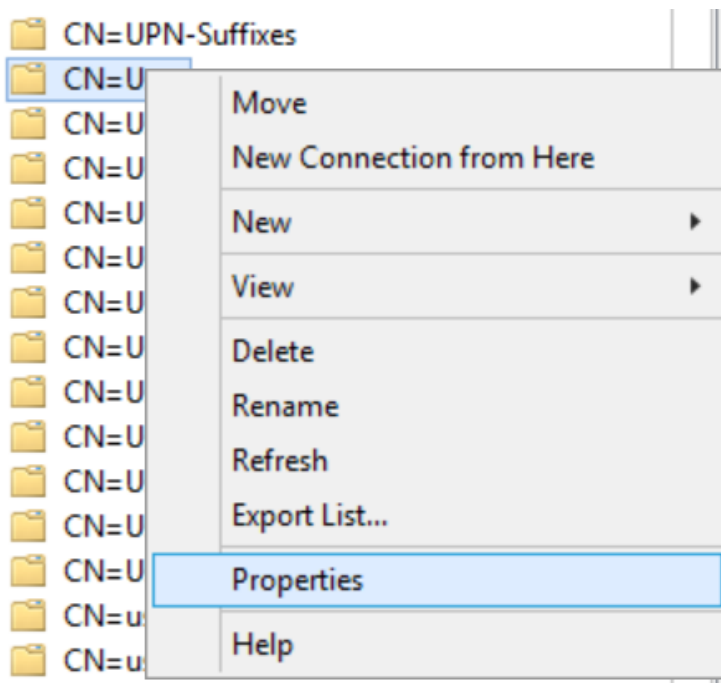 CN=UPN-Suffixes
CN=U
Move
CN=U
New Connection from Here
CN=U
New
CN=U
CN=U
View
CN=U
CN=U
Delete
CN=U
Rename
CN=U
Refresh
CN=U
Export List...
CN=U
CN=U
Properties
CN=u
Help
CN=u